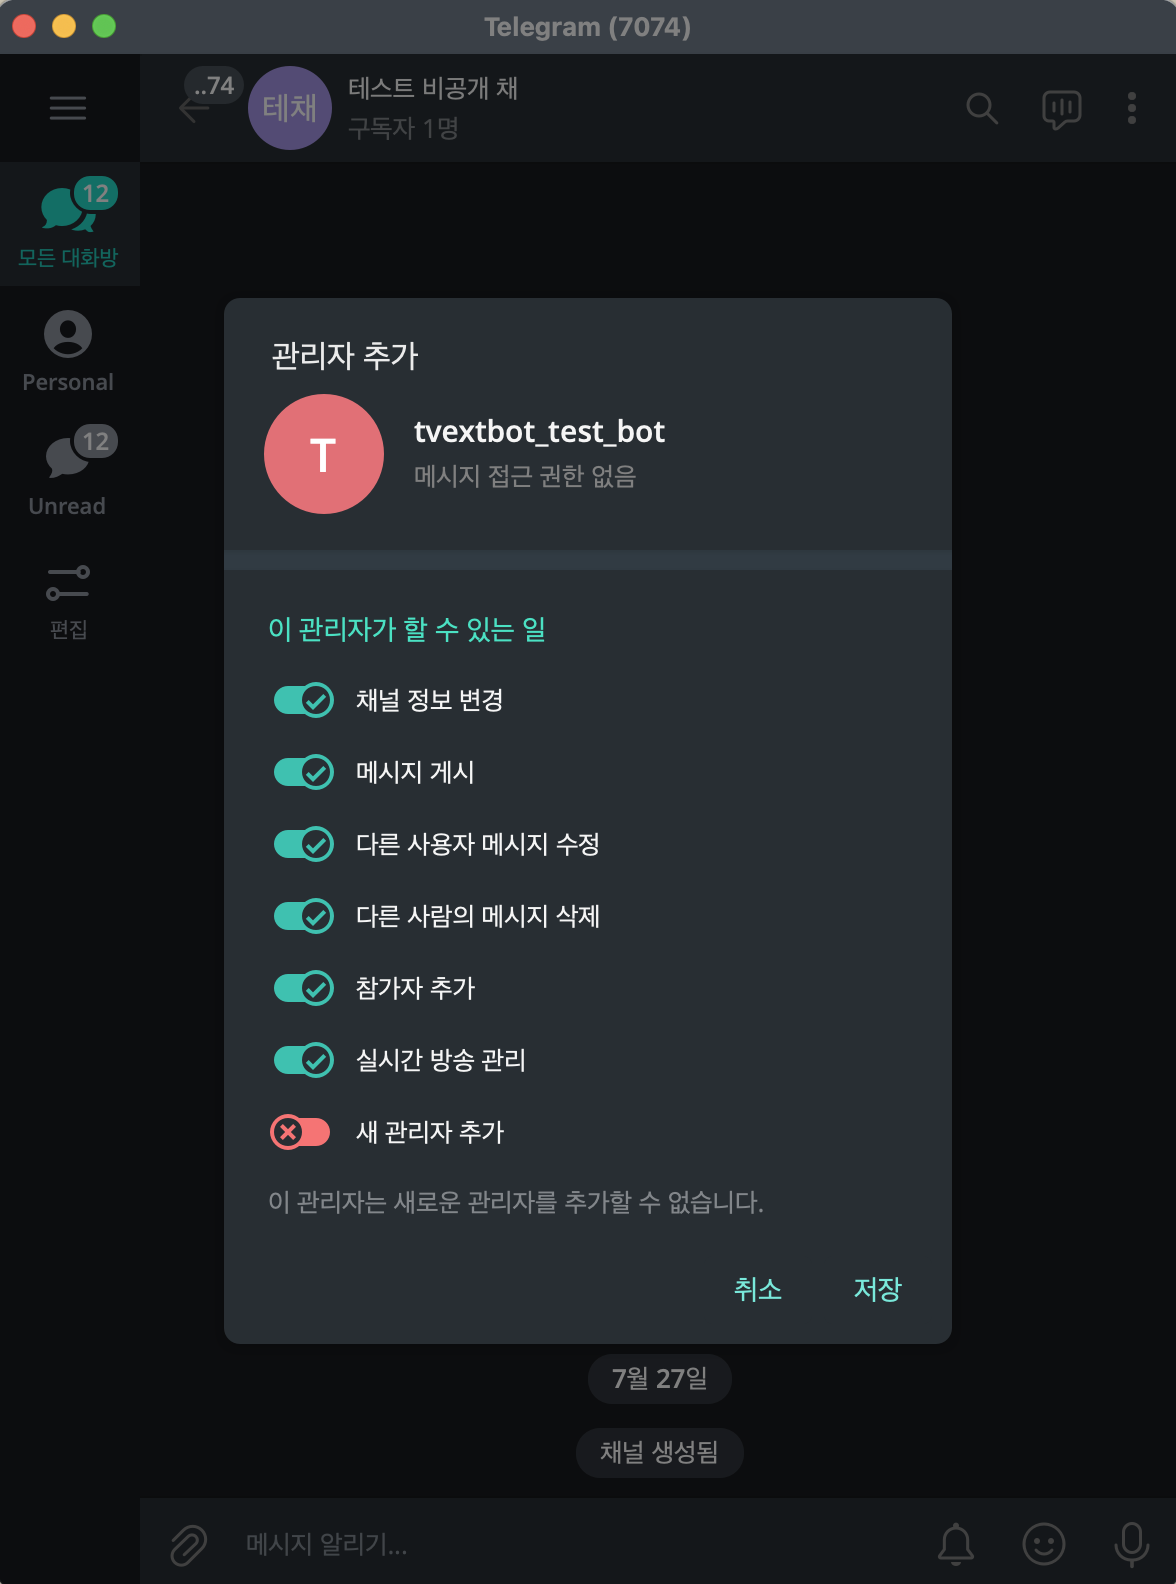 Telegram (7074)
..74
테채
테스트 비공개 채
구독자 1명
12
모든 대화방
Personal
12
Unread
편집
관리자 추가
T
tvextbot_test_bot
메시지 접근 권한 없음
이 관리자가 할 수 있는 일
채널 정보 변경
메시지 게시
다른 사용자 메시지 수정
다른 사람의 메시지 삭제
참가자 추가
실시간 방송 관리
새 관리자 추가
이 관리자는 새로운 관리자를 추가할 수 없습니다.
취소
저장
7월 27일
채널 생성됨
메시지 알리기...